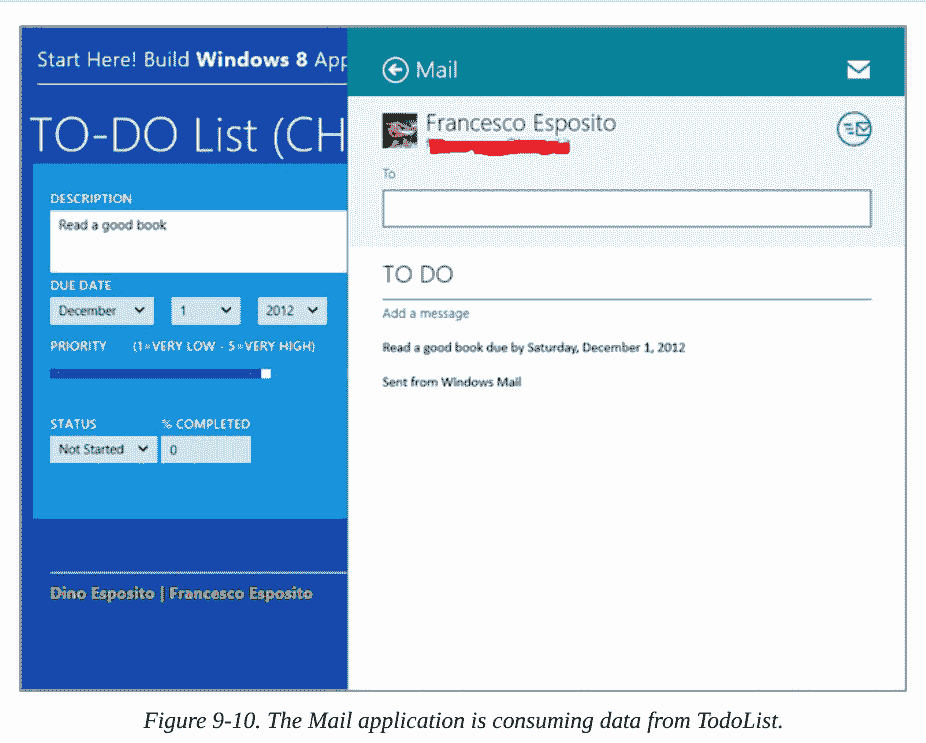 Start Here! Build Windows 8 App
TO-DO List (CH
DESCRIPTION
Read a good book
DUE DATE
December 1 2012
PRIORITY (1=VERY LOW - 5=VERY HIGH)
STATUS % COMPLETED
Not Started 0
Dino Esposito | Francesco Esposito
Mail
Francesco Esposito
To
TO DO
Add a message
Read a good book due by Saturday, December 1, 2012
Sent from Windows Mail
Figure 9-10. The Mail application is consuming data from TodoList.